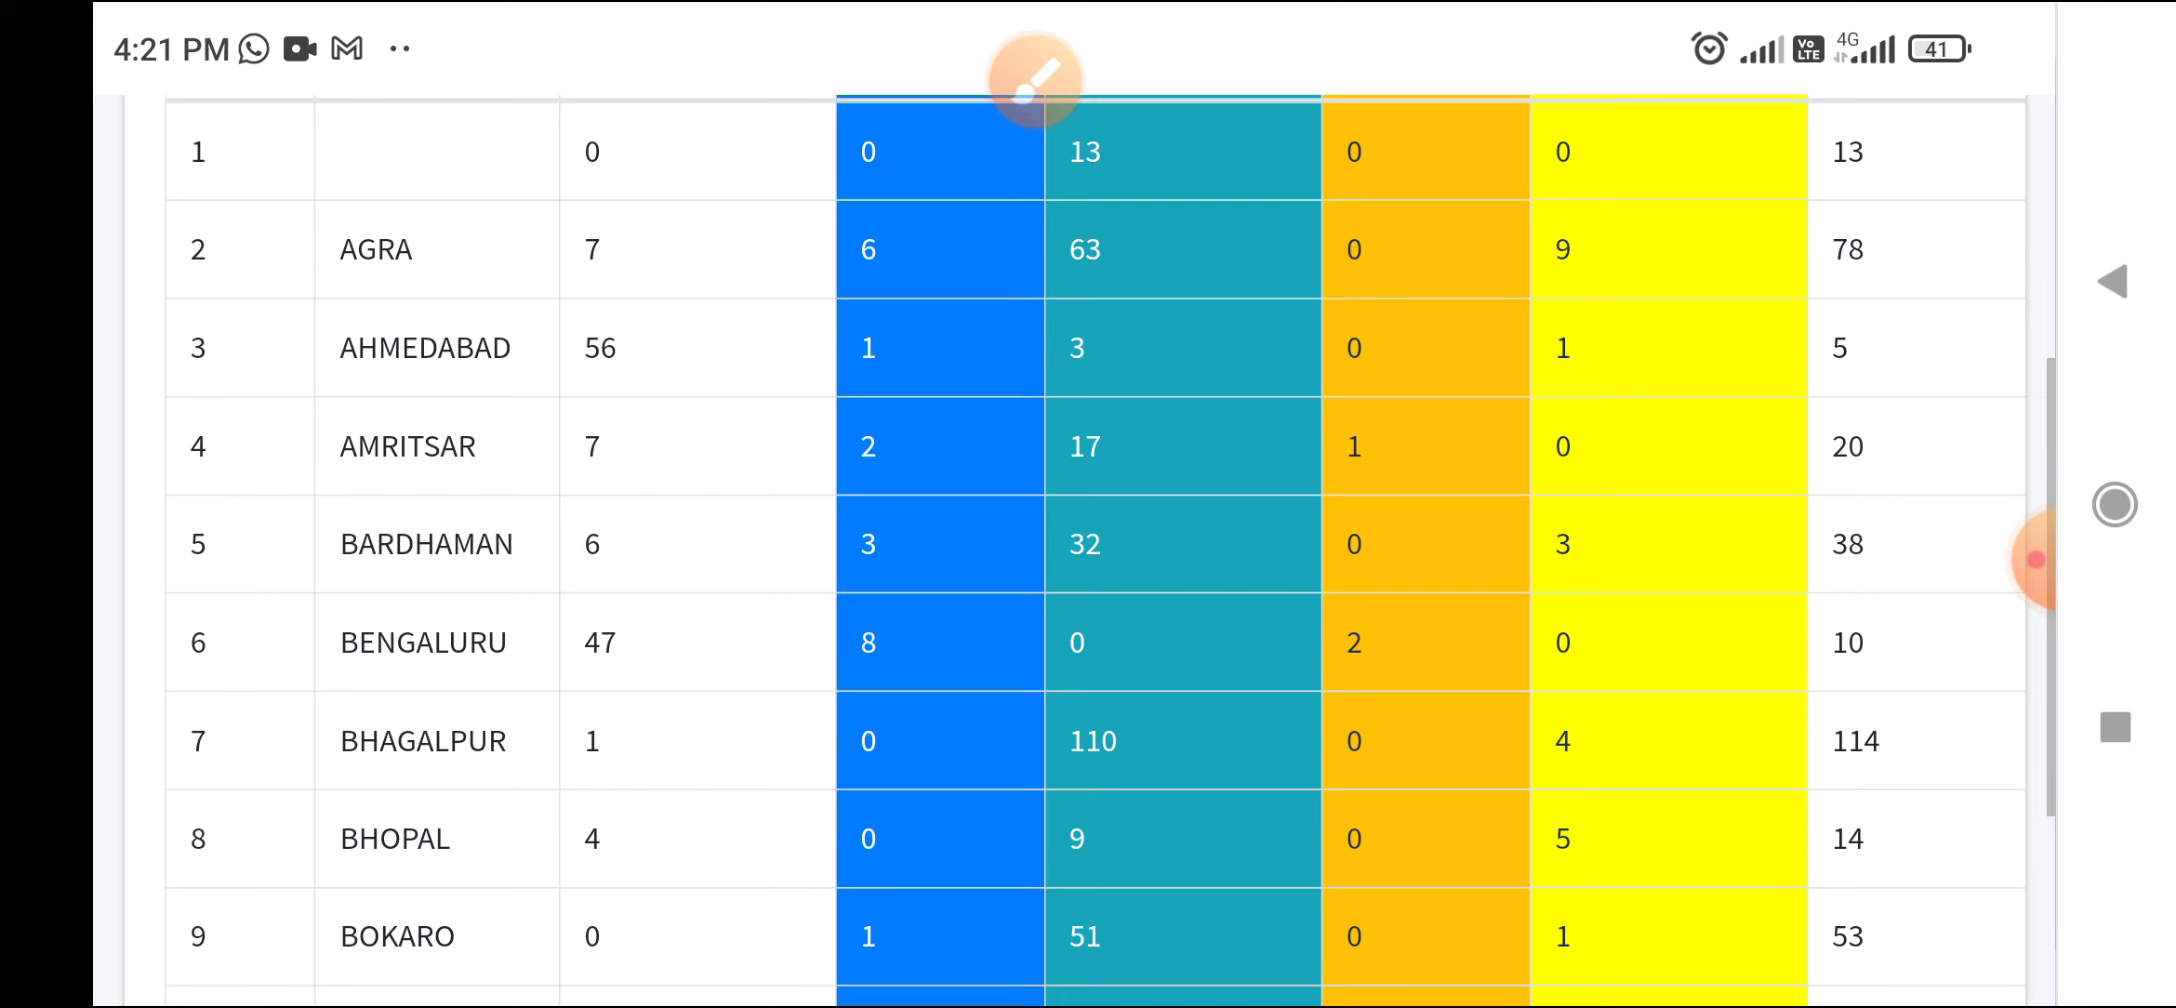 4:21 PM 4G 41
Vo LTE
1 0 0 13 0 0 13
2 AGRA 7 6 63 0 9 78
3 AHMEDABAD 56 1 3 0 1 5
4 AMRITSAR 7 2 17 1 0 20
5 BARDHAMAN 6 3 32 0 3 38
6 BENGALURU 47 8 0 2 0 10
7 BHAGALPUR 1 0 110 0 4 114
8 BHOPAL 4 0 9 0 5 14
9 BOKARO 0 1 51 0 1 53